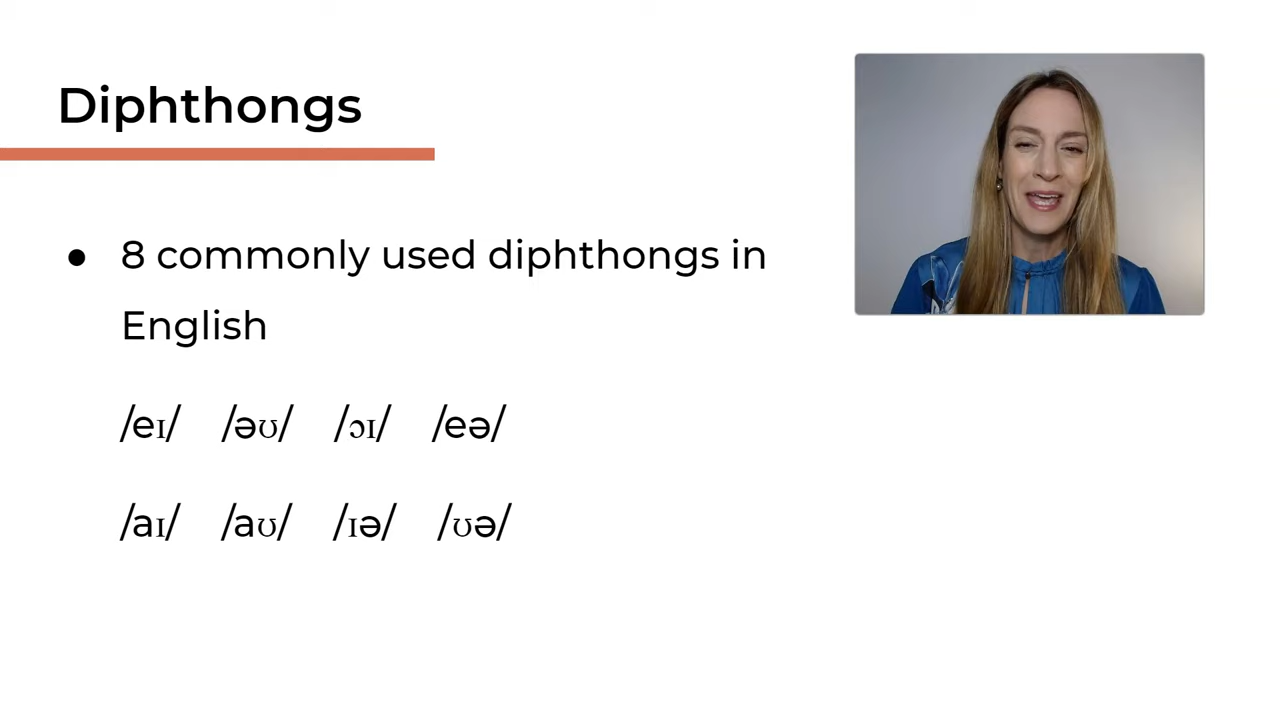 Diphthongs
● 8 commonly used diphthongs in
English
/eɪ/ /əʊ/ /ɔɪ/ /eə/
/aɪ/ /aʊ/ /ɪə/ /ʊə/